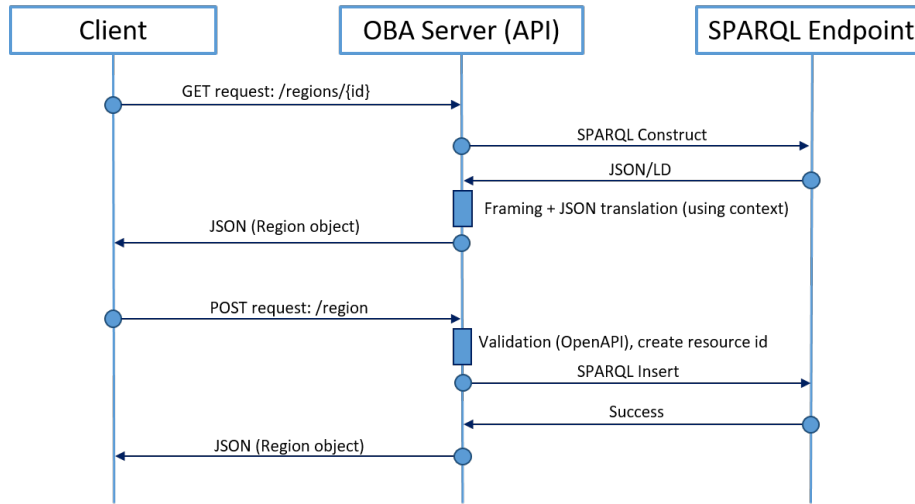 Client
OBA Server (API)
SPARQL Endpoint
GET request: /regions/{id}
SPARQL Construct
JSON/LD
Framing + JSON translation (using context)
JSON (Region object)
POST request: /region
Validation (OpenAPI), create resource id
SPARQL Insert
Success
JSON (Region object)